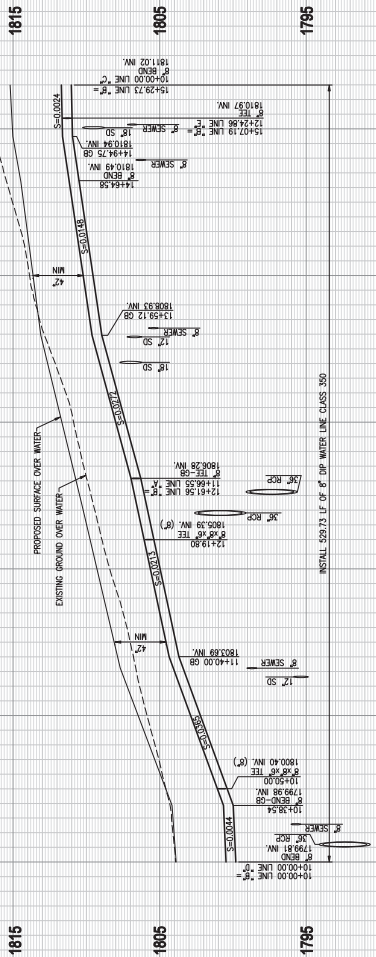 1815
1805
1795
15+29.73 LINE "B"=
10+00.00 LINE "C"
8" BEND
1811.02 INV.
15+07.19 LINE "B"=
12+24.86 LINE "E"
8" TEE
1810.97 INV.
S=0.0024
18" SD
8" SEWER
14+94.75 GB
1810.94 INV.
8" SEWER
14+64.58
8" BEND
1810.49 INV.
S=0.0148
42"
MIN
13+59.12 GB
1808.93 INV.
8" SEWER
12" SD
18" SD
S=0.0272
PROPOSED SURFACE OVER WATER
EXISTING GROUND OVER WATER
12+61.56 LINE "B"=
11+66.55 LINE "A"
TEE-GB
1806.28 INV.
36" RCP
36" RCP
12+19.80
8"x8"x6" TEE
1805.39 INV. (8")
S=0.0213
INSTALL 529.73 LF OF 8" DIP WATER LINE CLASS 350
42"
MIN
11+40.00 GB
1803.69 INV.
8" SEWER
12" SD
S=0.0365
10+50.00
8"x8"x6" TEE
1800.40 INV. (8")
10+38.54
8" BEND-GB
1799.98 INV.
S=0.0044
8" SEWER
36" RCP
10+00.00 LINE "B"=
10+00.00 LINE "D"
8" BEND
1799.81 INV.
1815
1805
1795